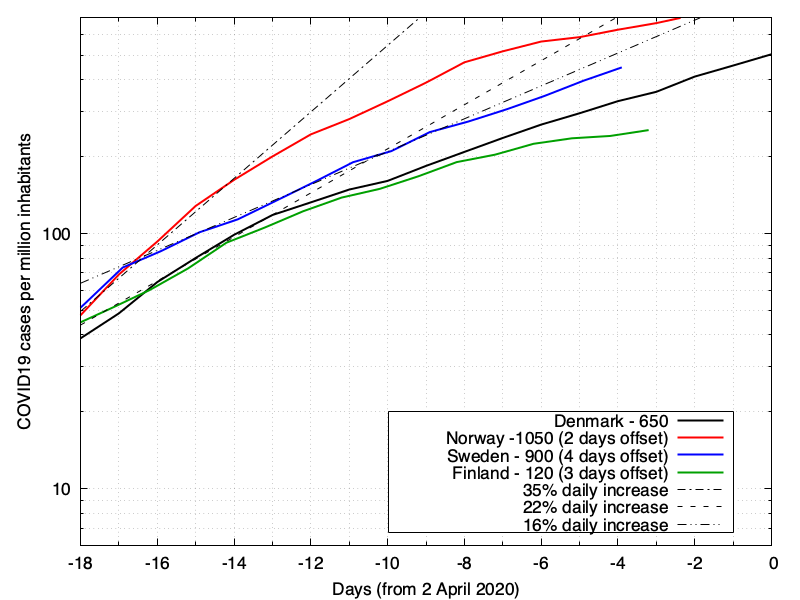 COVID19 cases per million inhabitants
100
10
Denmark - 650
Norway -1050 (2 days offset)
Sweden - 900 (4 days offset)
Finland - 120 (3 days offset)
35% daily increase
22% daily increase
16% daily increase
-18 -16 -14 -12 -10 -8 -6 -4 -2 0
Days (from 2 April 2020)